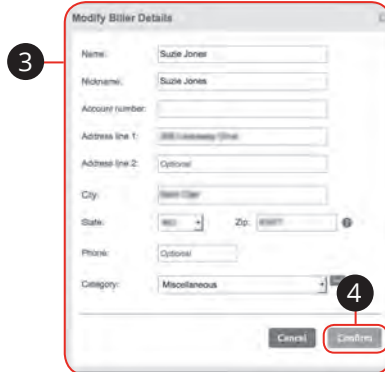 Modify Biller Details
3
Name: Suzie Jones
Nickname: Suzie Jones
Account number:
Address line 1:
Address line 2: Optional
City:
State: Zip:
Phone: Optional
Category: Miscellaneous
4
Cancel Confirm